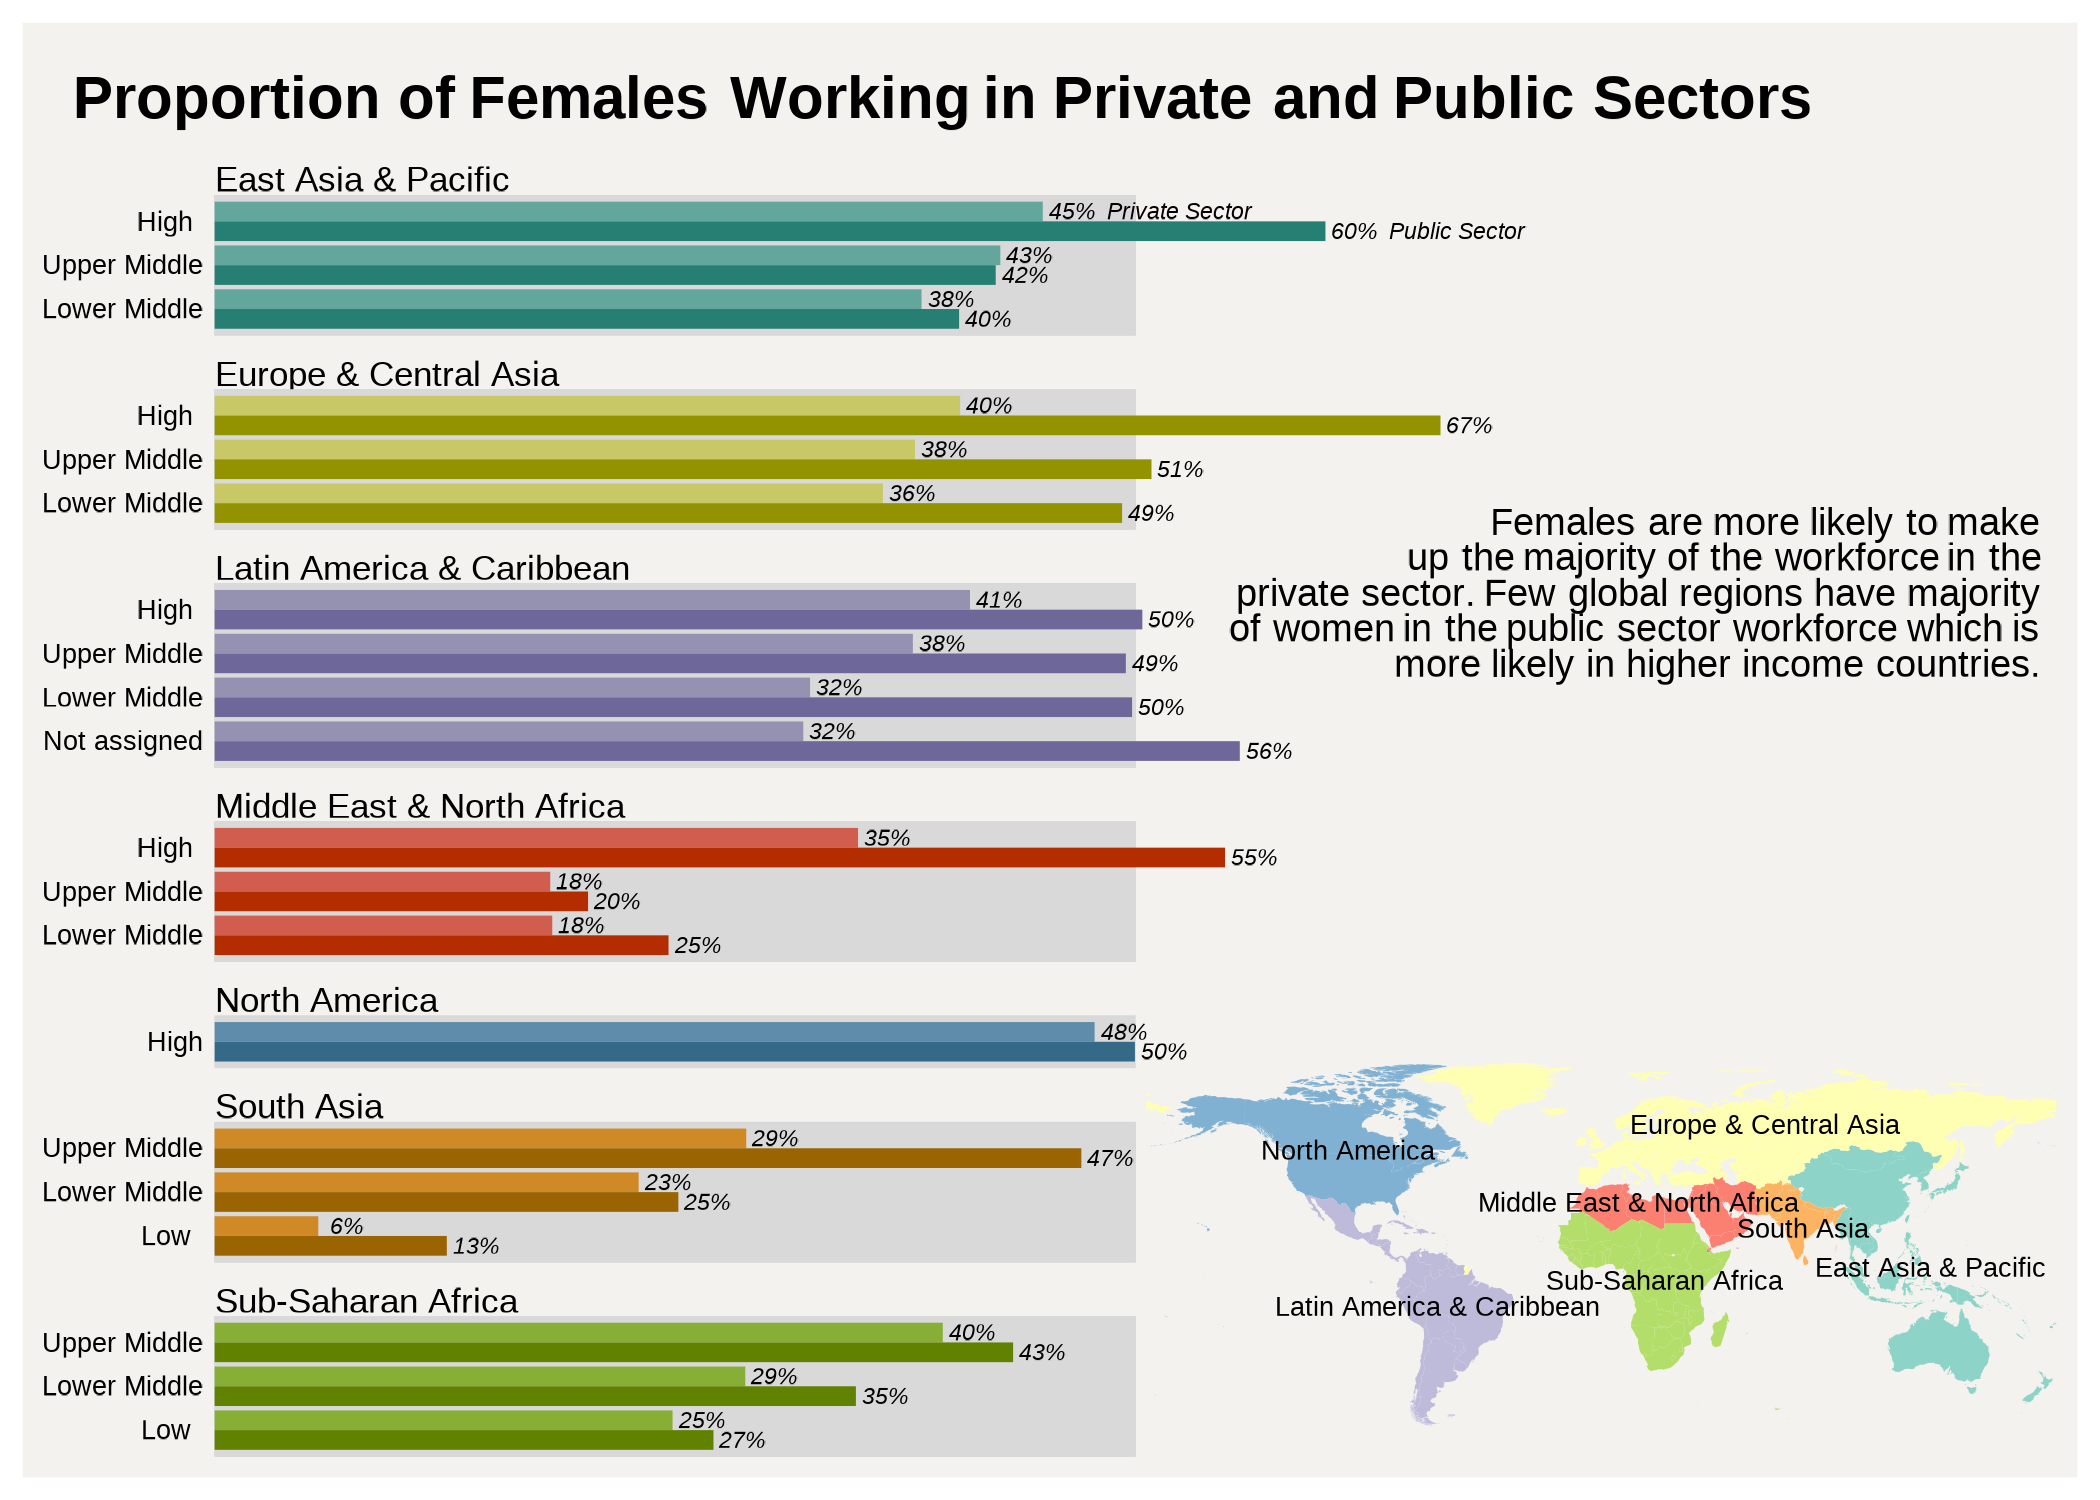 Proportion of Females Working in Private and Public Sectors
East Asia & Pacific
High 45% Private Sector
60% Public Sector
Upper Middle 43%
42%
Lower Middle 38%
40%
Europe & Central Asia
High 40%
67%
Upper Middle 38%
51%
Lower Middle 36%
49%
Latin America & Caribbean
High 41%
50%
Upper Middle 38%
49%
Lower Middle 32%
50%
Not assigned 32%
56%
Females are more likely to make
up the majority of the workforce in the
private sector. Few global regions have majority
of women in the public sector workforce which is
more likely in higher income countries.
Middle East & North Africa
High 35%
55%
Upper Middle 18%
20%
Lower Middle 18%
25%
North America
High 48%
50%
South Asia
Upper Middle 29%
47%
Lower Middle 23%
25%
Low 6%
13%
Sub-Saharan Africa
Upper Middle 40%
43%
Lower Middle 29%
35%
Low 25%
27%
Europe & Central Asia
North America
Middle East & North Africa
South Asia
East Asia & Pacific
Sub-Saharan Africa
Latin America & Caribbean